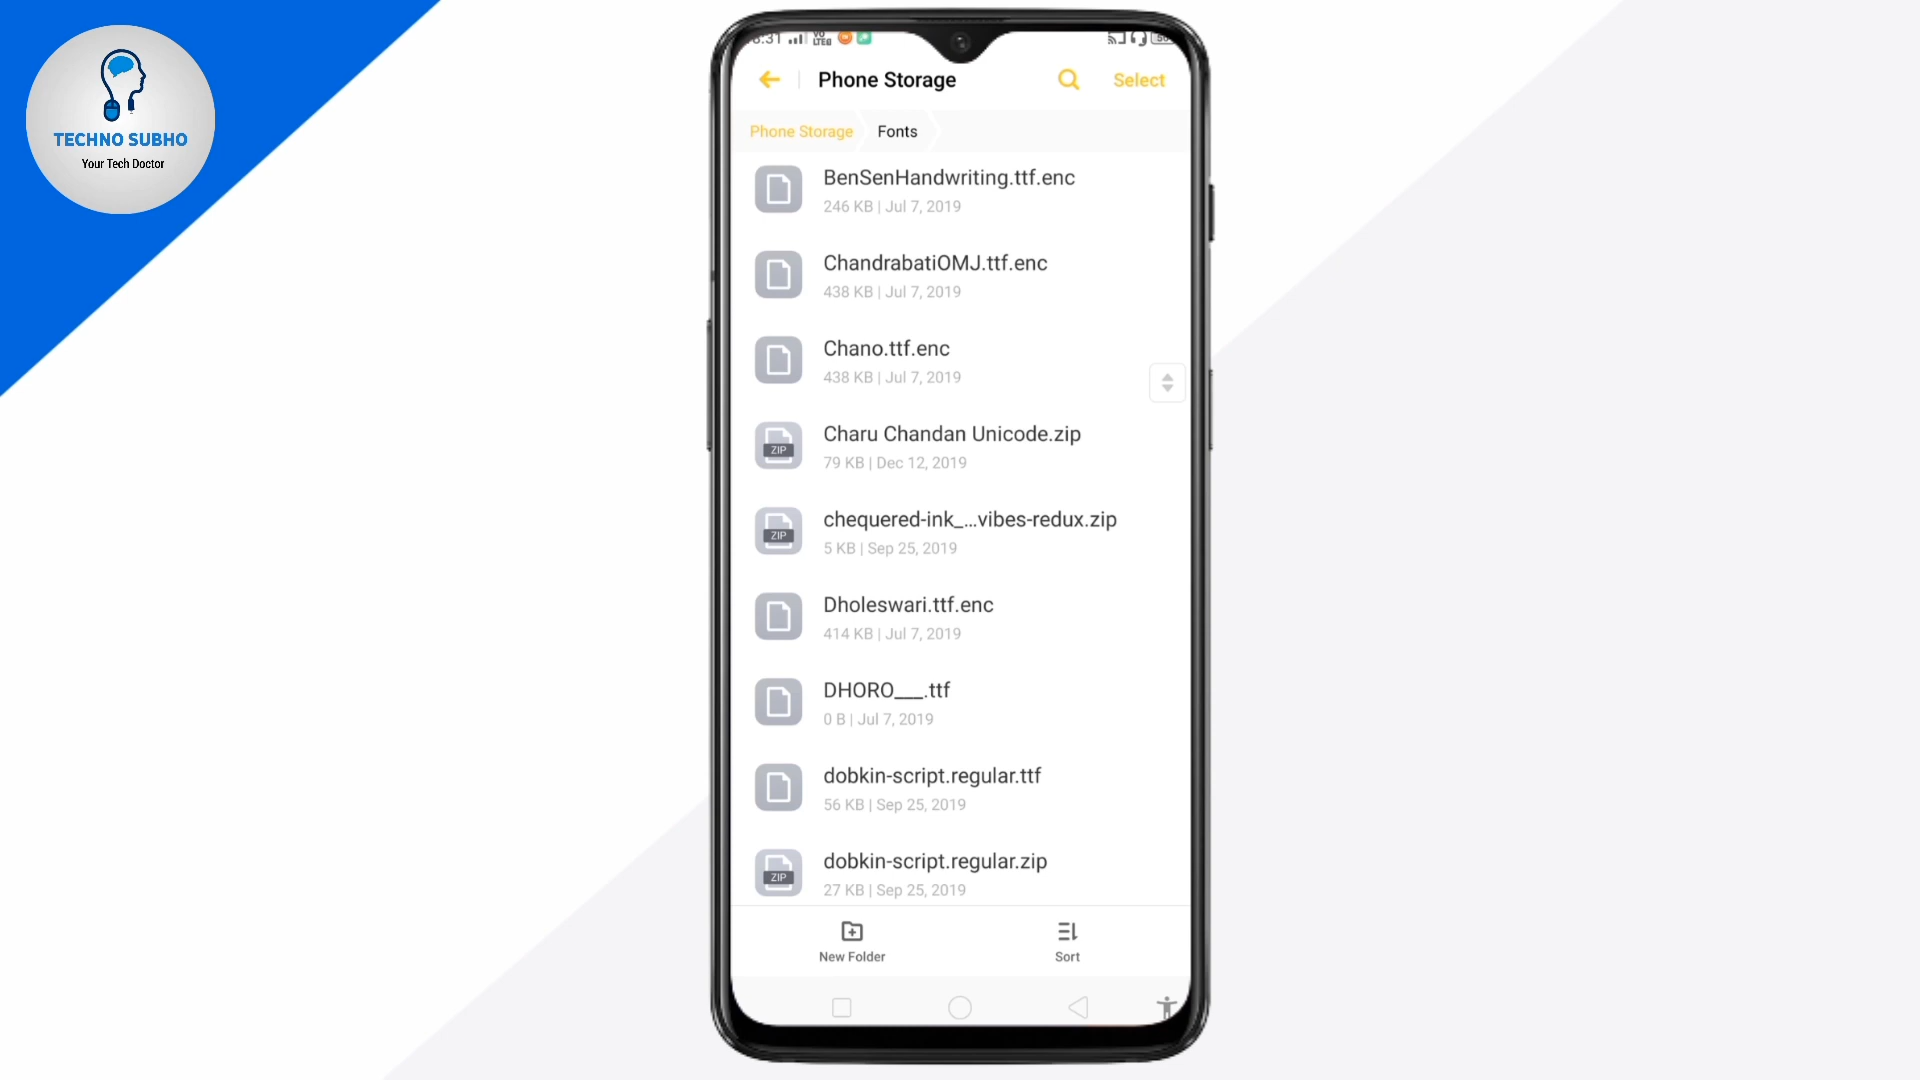 TECHNO SUBHO
Your Tech Doctor
Phone Storage
Select
Phone Storage
Fonts
BenSenHandwriting.ttf.enc
246 KB | Jul 7, 2019
ChandrabatiOMJ.ttf.enc
438 KB | Jul 7, 2019
Chano.ttf.enc
438 KB | Jul 7, 2019
Charu Chandan Unicode.zip
ZIP
79 KB | Dec 12, 2019
chequered-ink_...vibes-redux.zip
ZIP
5 KB | Sep 25, 2019
Dholeswari.ttf.enc
414 KB | Jul 7, 2019
DHORO___.ttf
0 B | Jul 7, 2019
dobkin-script.regular.ttf
56 KB | Sep 25, 2019
dobkin-script.regular.zip
ZIP
27 KB | Sep 25, 2019
New Folder
Sort